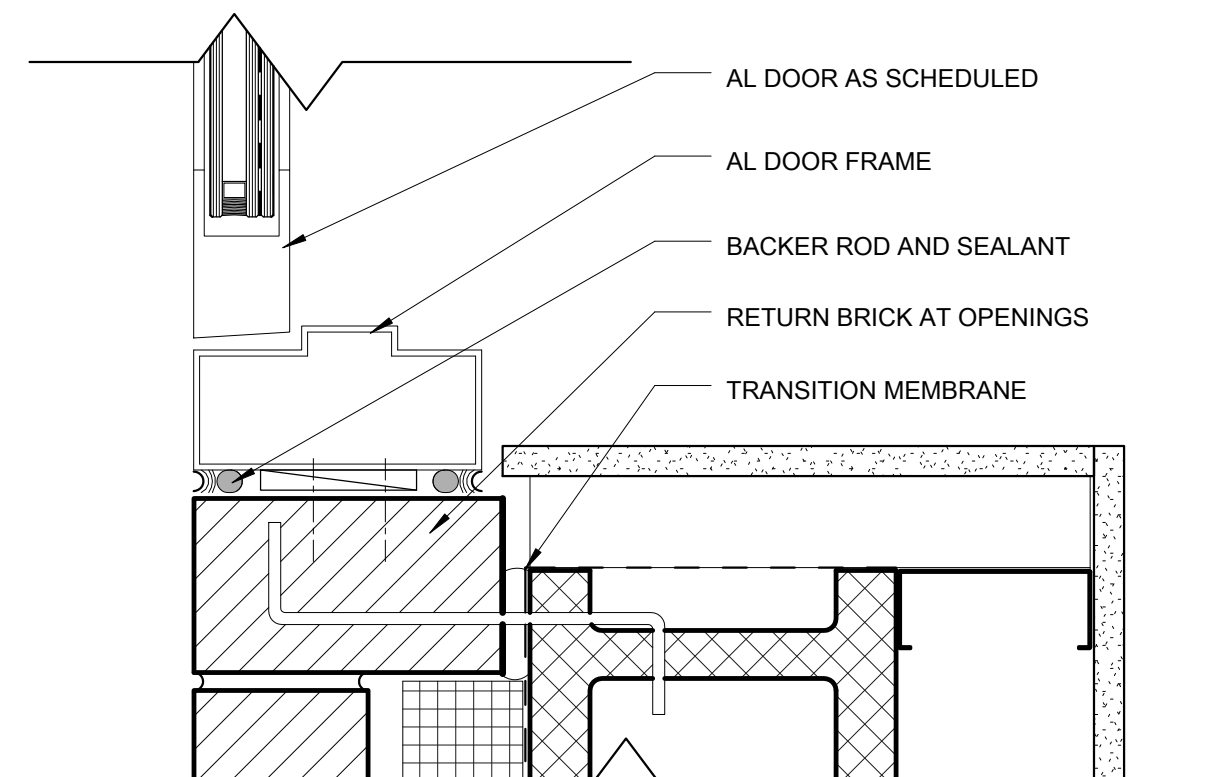 AL DOOR AS SCHEDULED
AL DOOR FRAME
BACKER ROD AND SEALANT
RETURN BRICK AT OPENINGS
TRANSITION MEMBRANE